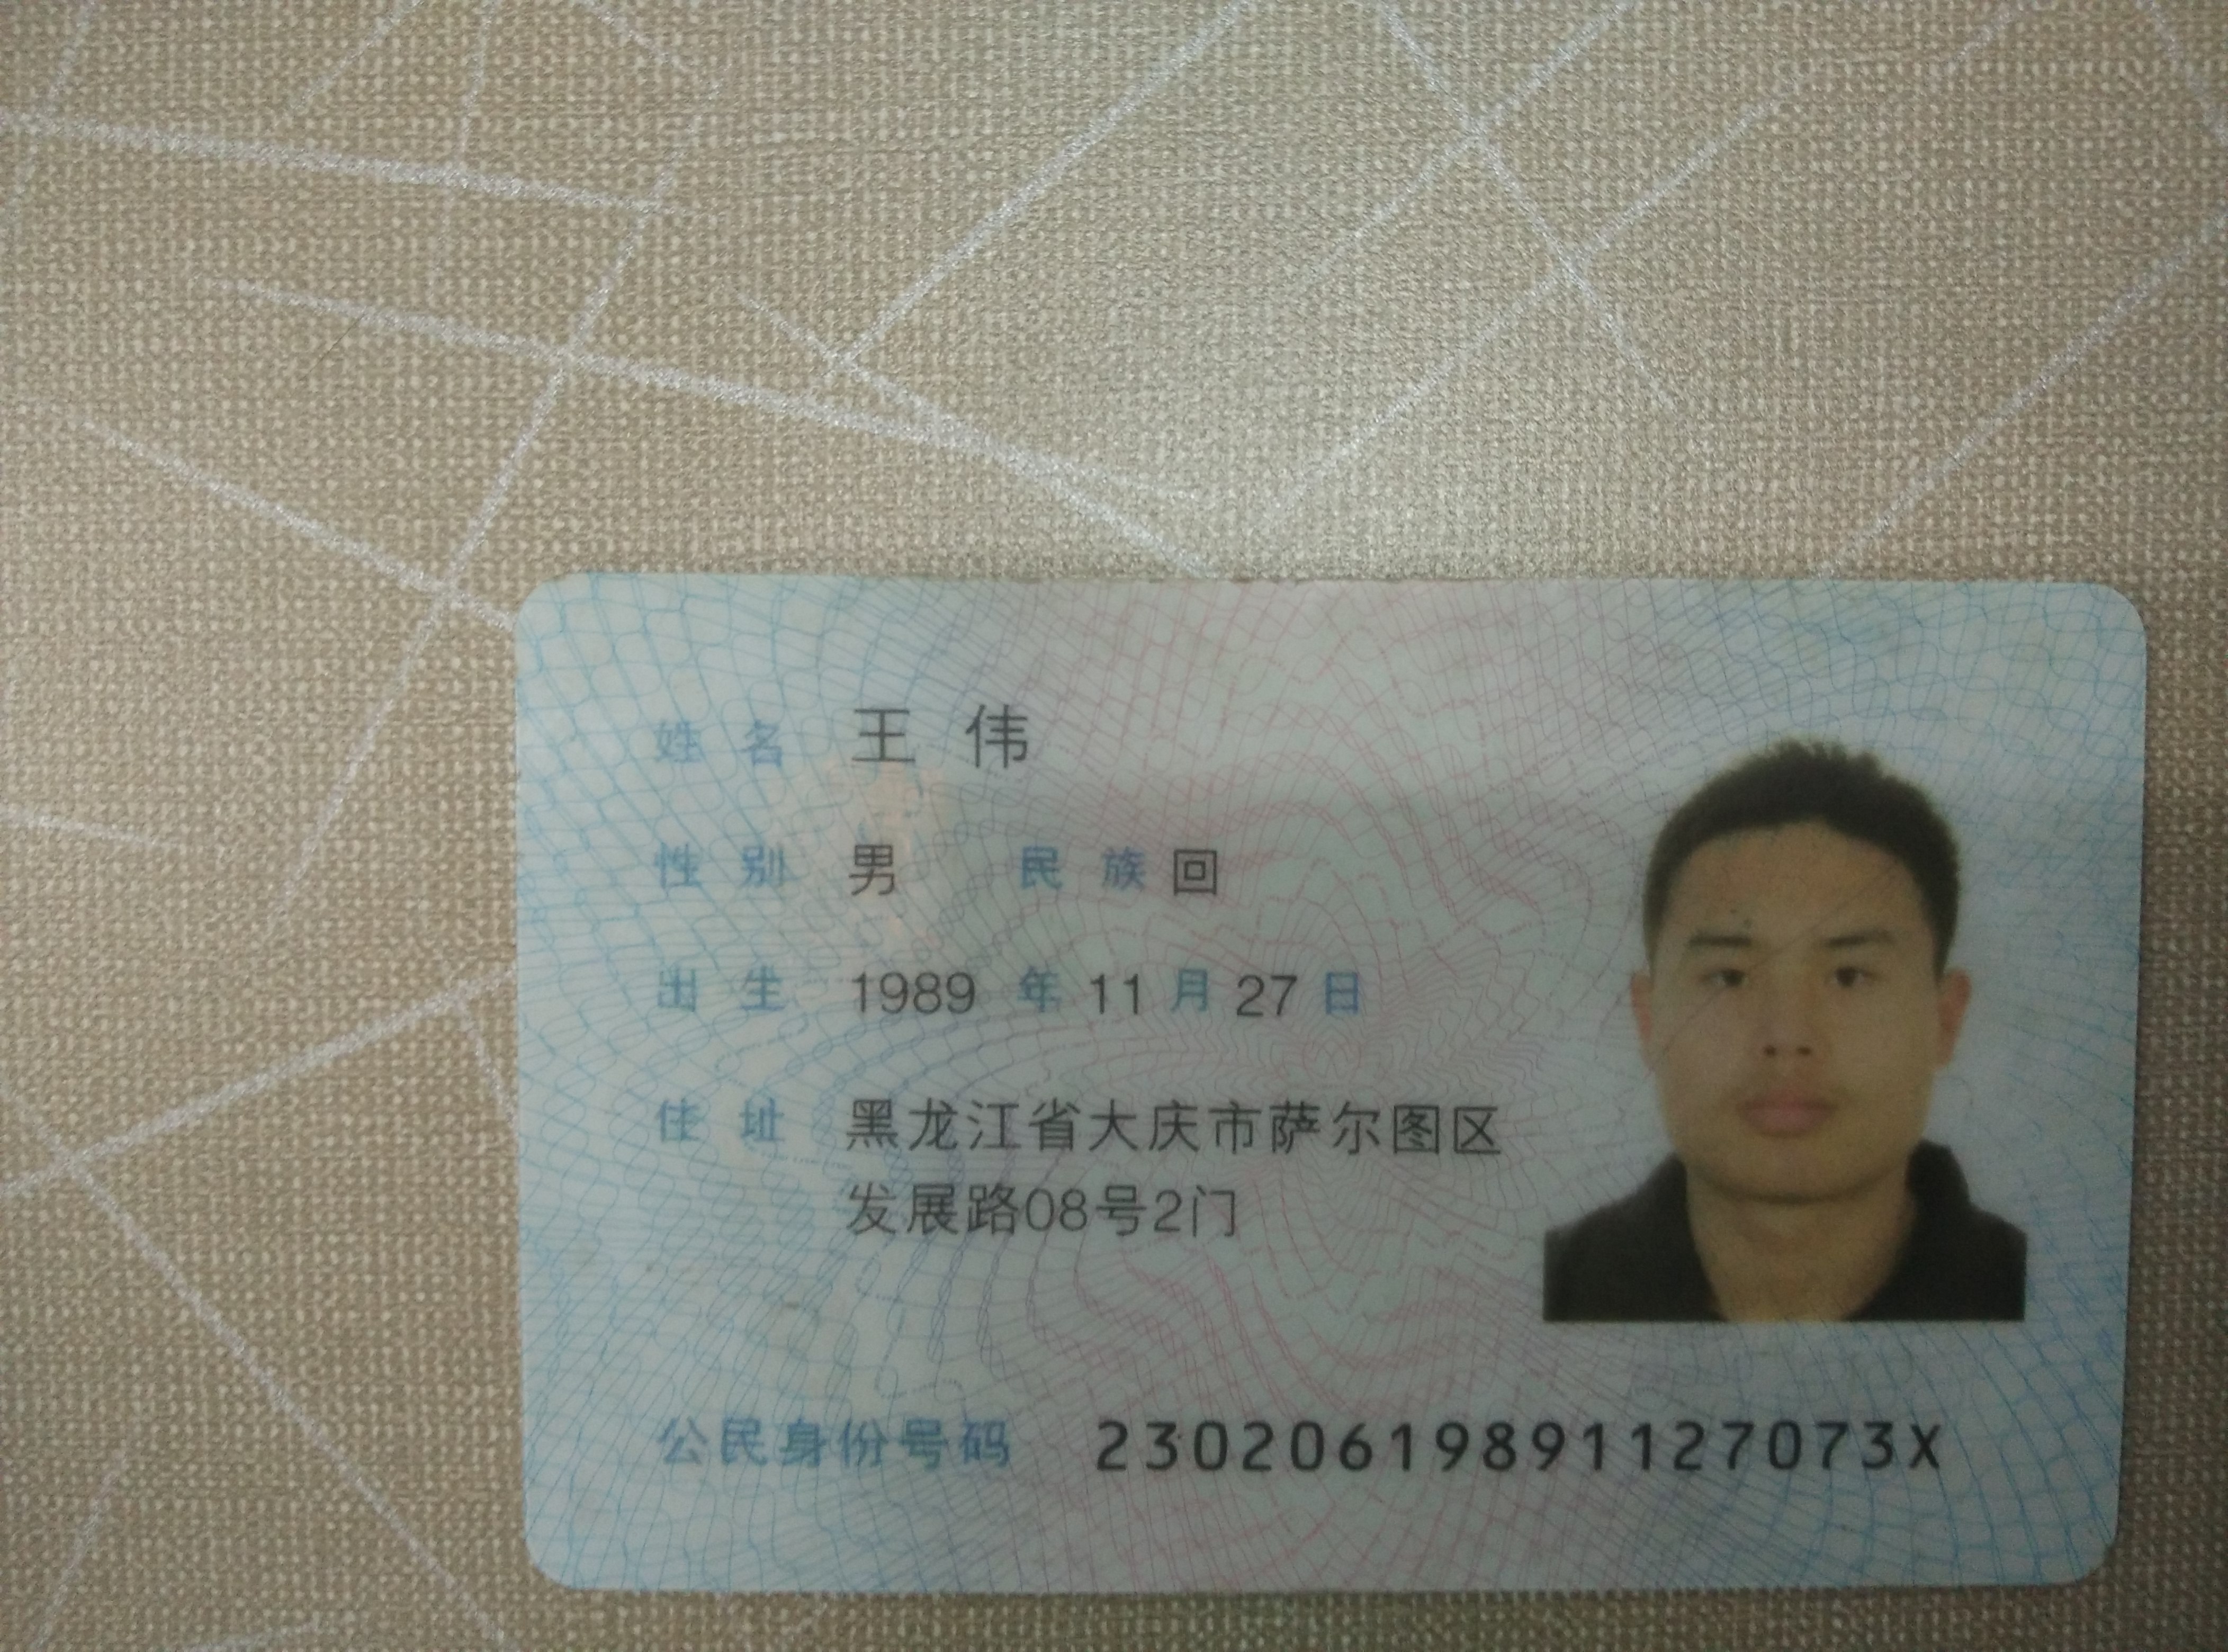 姓名 王伟
性别 男 民族 回
出生 1989 年 11 月 27 日
住址 黑龙江省大庆市萨尔图区
发展路08号2门
公民身份号码 23020619891127073X